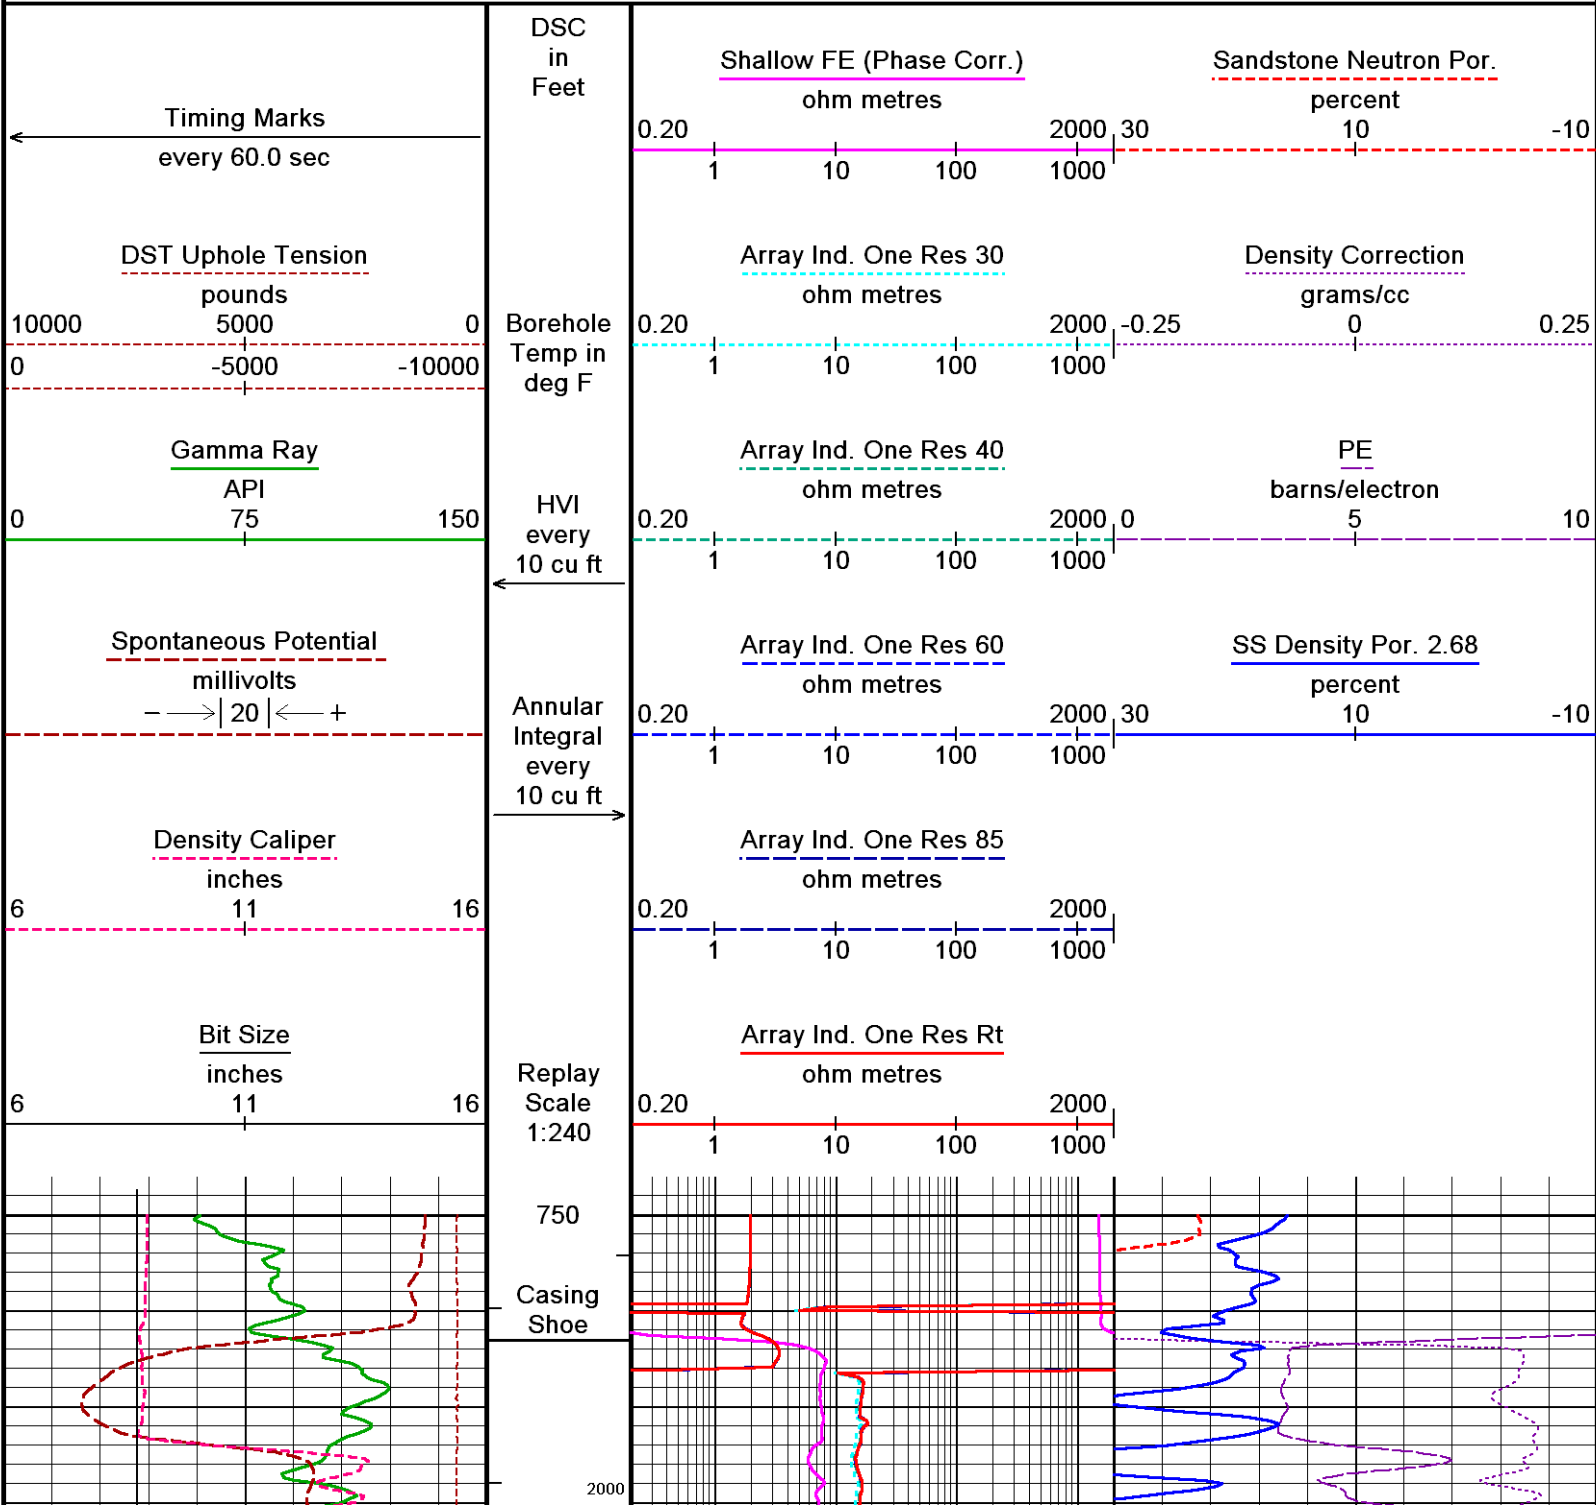 Timing Marks
every 60.0 sec
DST Uphole Tension
pounds
10000 5000 0
0 -5000 -10000
Gamma Ray
API
0 75 150
Spontaneous Potential
millivolts
− | 20 | +
Density Caliper
inches
6 11 16
Bit Size
inches
6 11 16
DSC
in
Feet
Borehole
Temp in
deg F
HVI
every
10 cu ft
Annular
Integral
every
10 cu ft
Replay
Scale
1:240
750
Casing
Shoe
2000
Shallow FE (Phase Corr.)
ohm metres
0.20 2000
1 10 100 1000
Array Ind. One Res 30
ohm metres
0.20 2000
1 10 100 1000
Array Ind. One Res 40
ohm metres
0.20 2000
1 10 100 1000
Array Ind. One Res 60
ohm metres
0.20 2000
1 10 100 1000
Array Ind. One Res 85
ohm metres
0.20 2000
1 10 100 1000
Array Ind. One Res Rt
ohm metres
0.20 2000
1 10 100 1000
Sandstone Neutron Por.
percent
30 10 -10
Density Correction
grams/cc
-0.25 0 0.25
PE
barns/electron
0 5 10
SS Density Por. 2.68
percent
30 10 -10